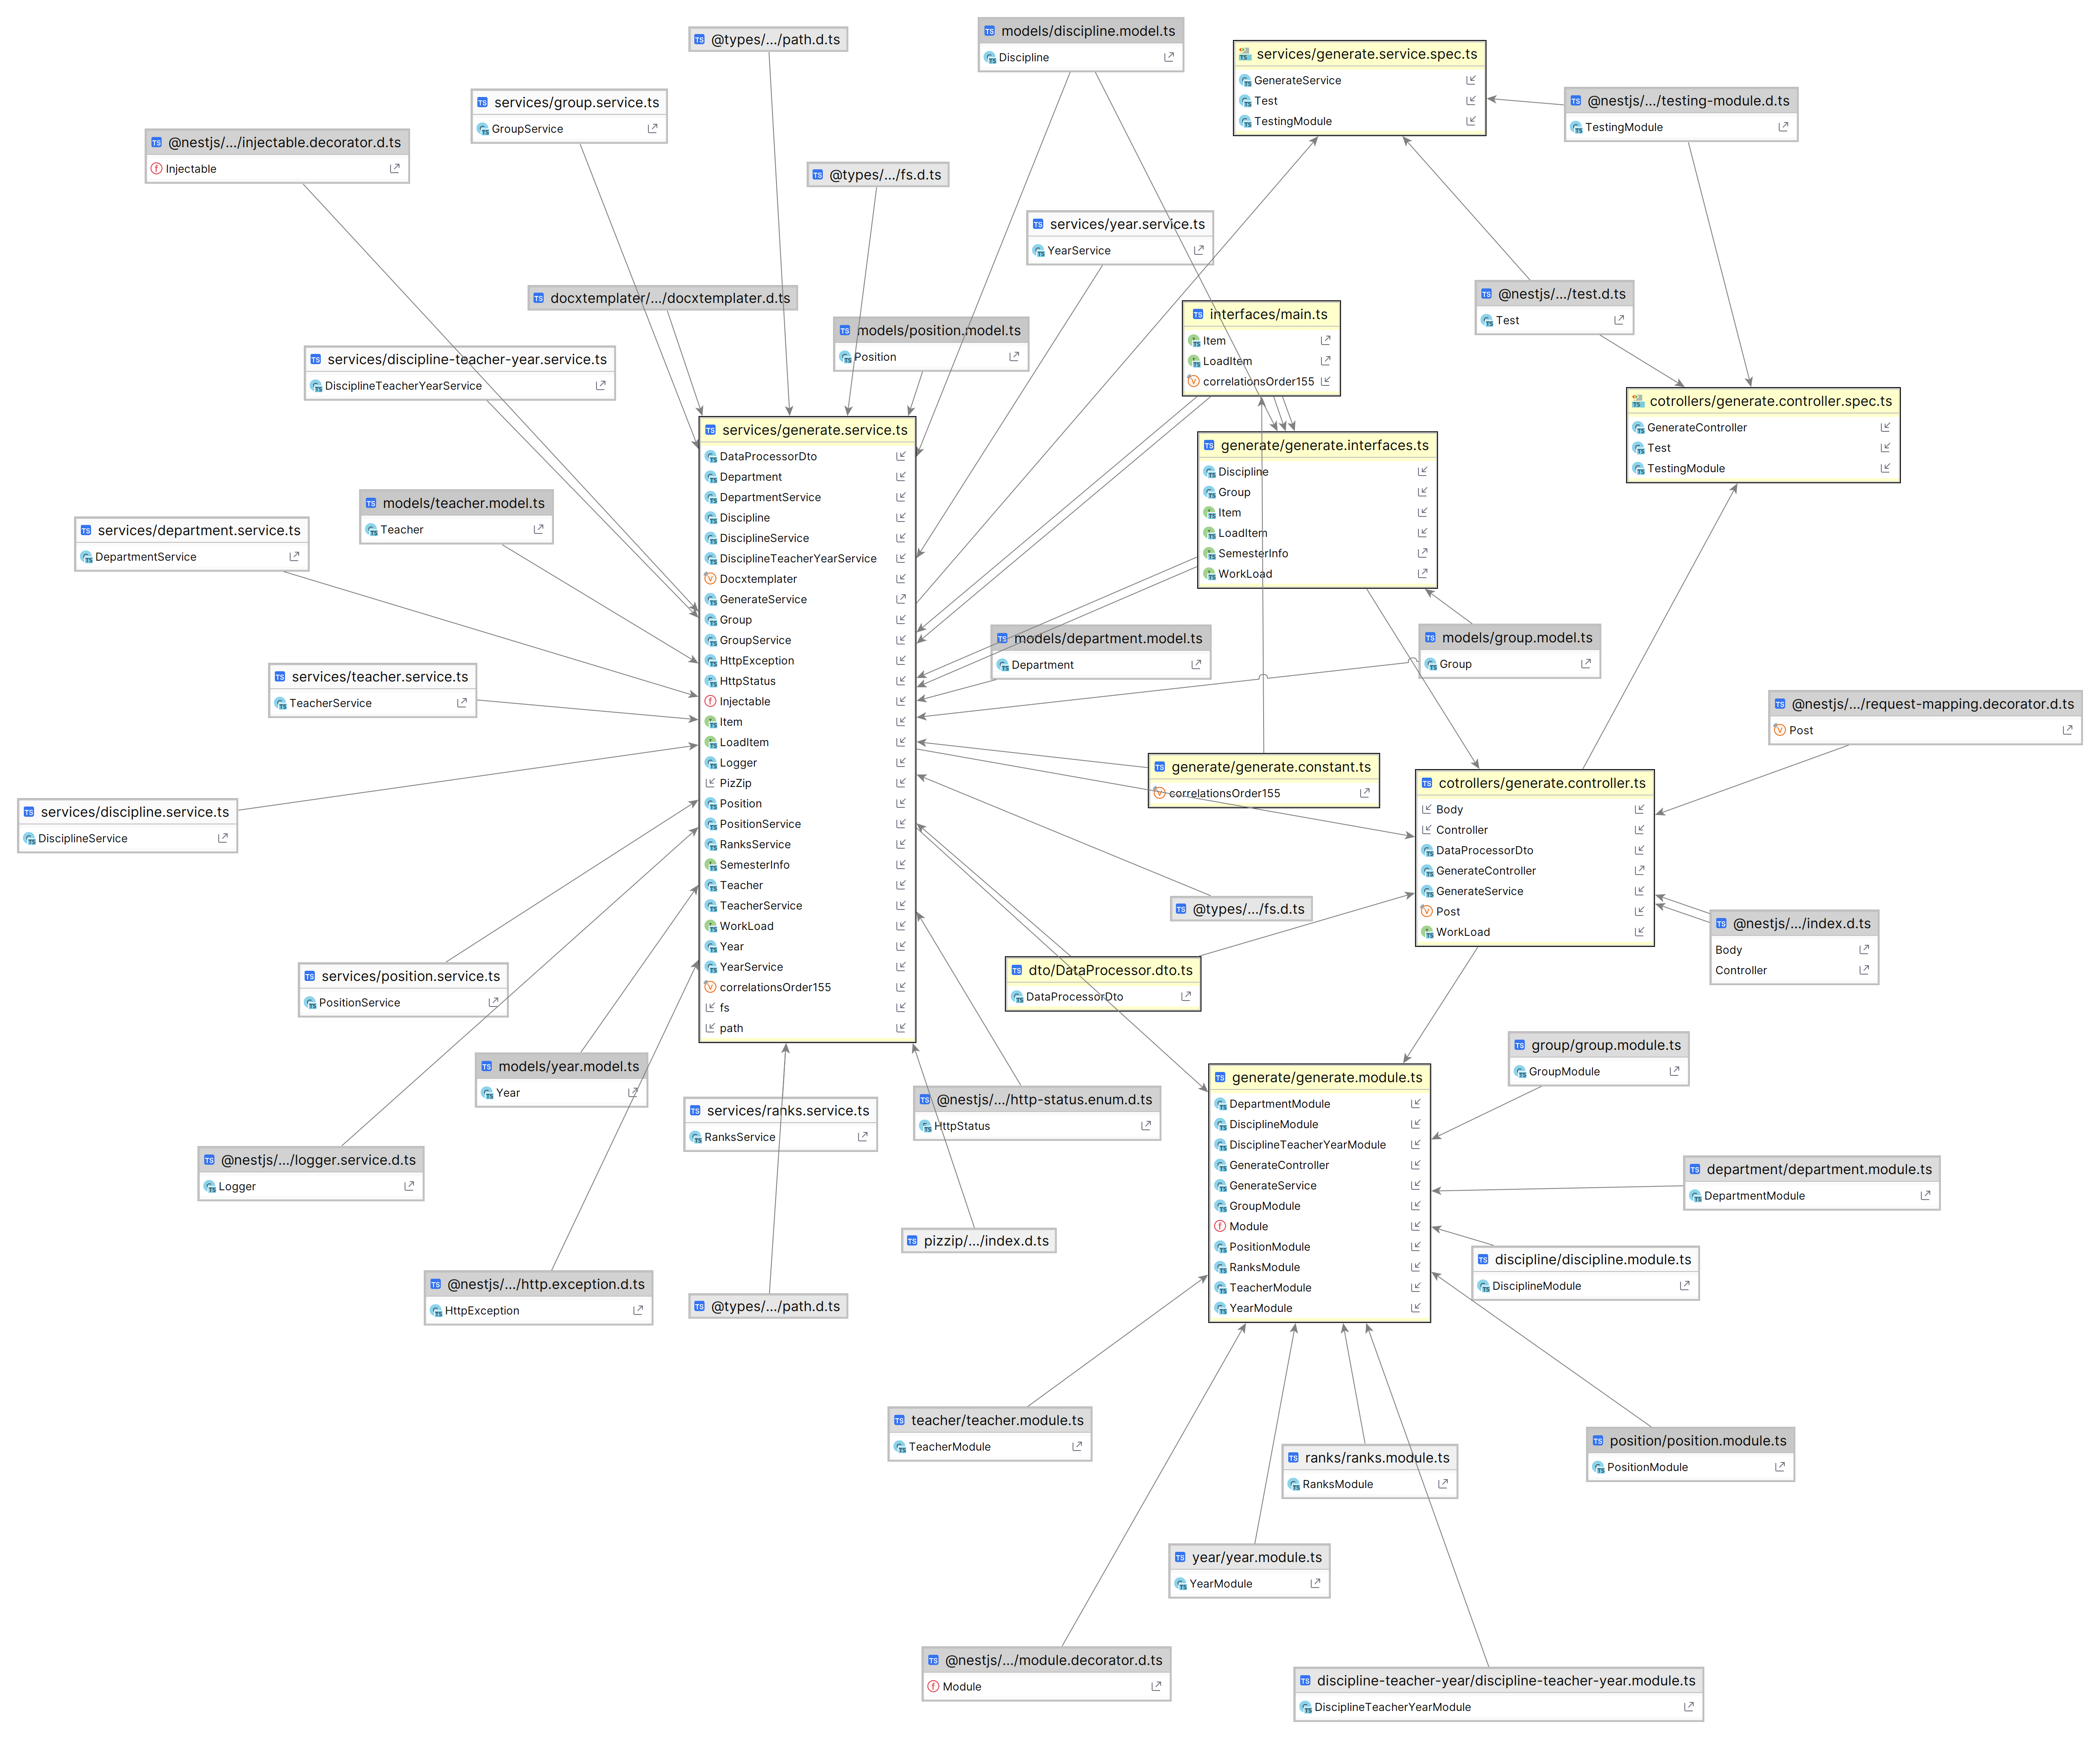 @types/.../path.d.ts
models/discipline.model.ts
Discipline
services/generate.service.spec.ts
GenerateService
Test
TestingModule
services/group.service.ts
GroupService
@nestjs/.../testing-module.d.ts
TestingModule
@nestjs/.../injectable.decorator.d.ts
Injectable
@types/.../fs.d.ts
services/year.service.ts
YearService
docxtemplater/.../docxtemplater.d.ts
@nestjs/.../test.d.ts
Test
interfaces/main.ts
Item
LoadItem
correlationsOrder155
models/position.model.ts
Position
services/discipline-teacher-year.service.ts
DisciplineTeacherYearService
cotrollers/generate.controller.spec.ts
GenerateController
Test
TestingModule
services/generate.service.ts
DataProcessorDto
Department
DepartmentService
Discipline
DisciplineService
DisciplineTeacherYearService
Docxtemplater
GenerateService
Group
GroupService
HttpException
HttpStatus
Injectable
Item
LoadItem
Logger
PizZip
Position
PositionService
RanksService
SemesterInfo
Teacher
TeacherService
WorkLoad
Year
YearService
correlationsOrder155
fs
path
generate/generate.interfaces.ts
Discipline
Group
Item
LoadItem
SemesterInfo
WorkLoad
models/teacher.model.ts
Teacher
services/department.service.ts
DepartmentService
models/department.model.ts
Department
models/group.model.ts
Group
services/teacher.service.ts
TeacherService
@nestjs/.../request-mapping.decorator.d.ts
Post
generate/generate.constant.ts
correlationsOrder155
cotrollers/generate.controller.ts
Body
Controller
DataProcessorDto
GenerateController
GenerateService
Post
WorkLoad
services/discipline.service.ts
DisciplineService
@types/.../fs.d.ts
@nestjs/.../index.d.ts
Body
Controller
services/position.service.ts
PositionService
dto/DataProcessor.dto.ts
DataProcessorDto
group/group.module.ts
GroupModule
models/year.model.ts
Year
generate/generate.module.ts
DepartmentModule
DisciplineModule
DisciplineTeacherYearModule
GenerateController
GenerateService
GroupModule
Module
PositionModule
RanksModule
TeacherModule
YearModule
@nestjs/.../http-status.enum.d.ts
HttpStatus
services/ranks.service.ts
RanksService
@nestjs/.../logger.service.d.ts
Logger
department/department.module.ts
DepartmentModule
pizzip/.../index.d.ts
discipline/discipline.module.ts
DisciplineModule
@nestjs/.../http.exception.d.ts
HttpException
@types/.../path.d.ts
teacher/teacher.module.ts
TeacherModule
position/position.module.ts
PositionModule
ranks/ranks.module.ts
RanksModule
year/year.module.ts
YearModule
@nestjs/.../module.decorator.d.ts
Module
discipline-teacher-year/discipline-teacher-year.module.ts
DisciplineTeacherYearModule